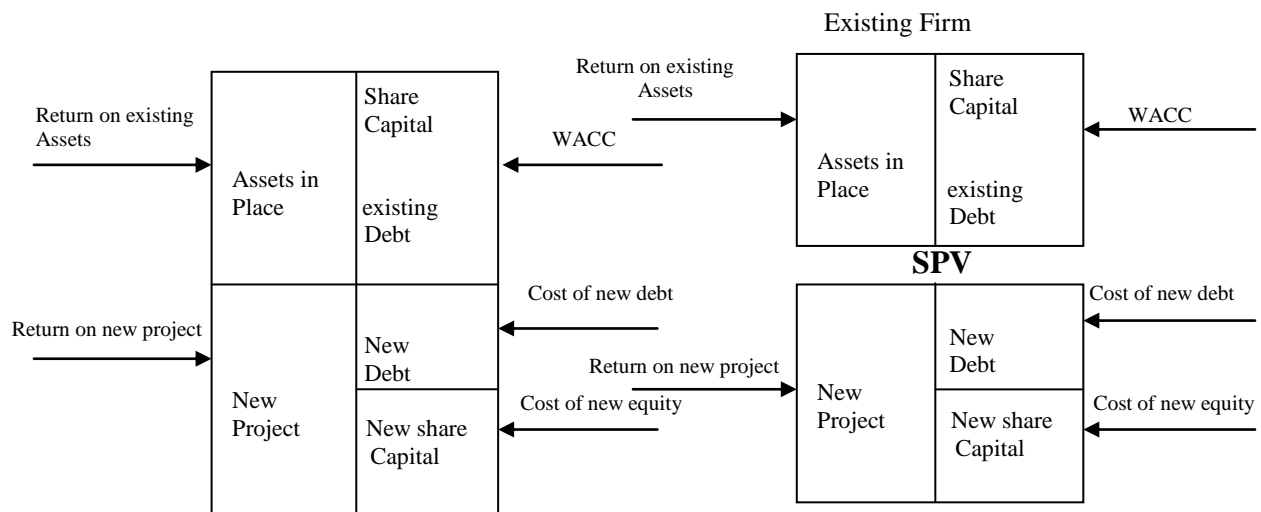 Existing Firm
Return on existing
Assets
Share
Capital
WACC
Assets in
Place
existing
Debt
Cost of new debt
Return on new project
New
Debt
Cost of new equity
New
Project
New share
Capital
Return on existing
Assets
Share
Capital
WACC
Assets in
Place
existing
Debt
SPV
Cost of new debt
New
Debt
Return on new project
Cost of new equity
New
Project
New share
Capital